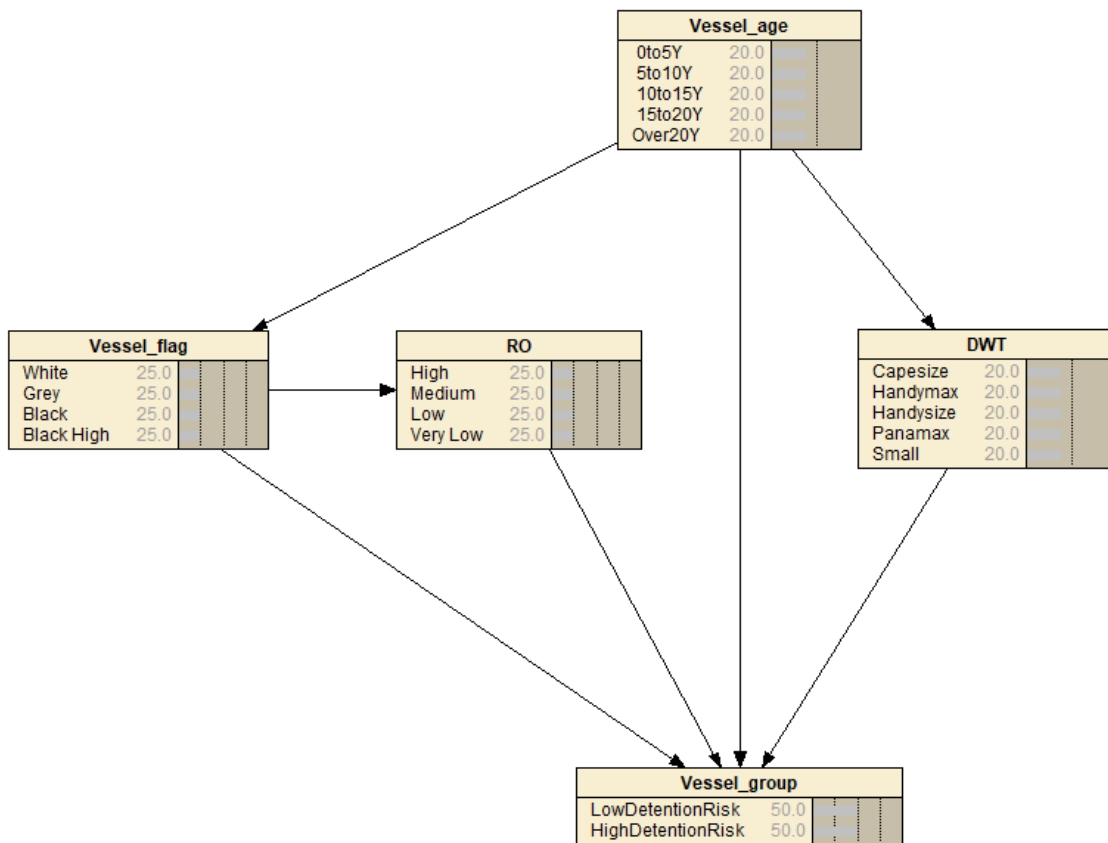 Vessel_age
0to5Y 20.0
5to10Y 20.0
10to15Y 20.0
15to20Y 20.0
Over20Y 20.0
Vessel_flag
White 25.0
Grey 25.0
Black 25.0
Black High 25.0
RO
High 25.0
Medium 25.0
Low 25.0
Very Low 25.0
DWT
Capesize 20.0
Handymax 20.0
Handysize 20.0
Panamax 20.0
Small 20.0
Vessel_group
LowDetentionRisk 50.0
HighDetentionRisk 50.0